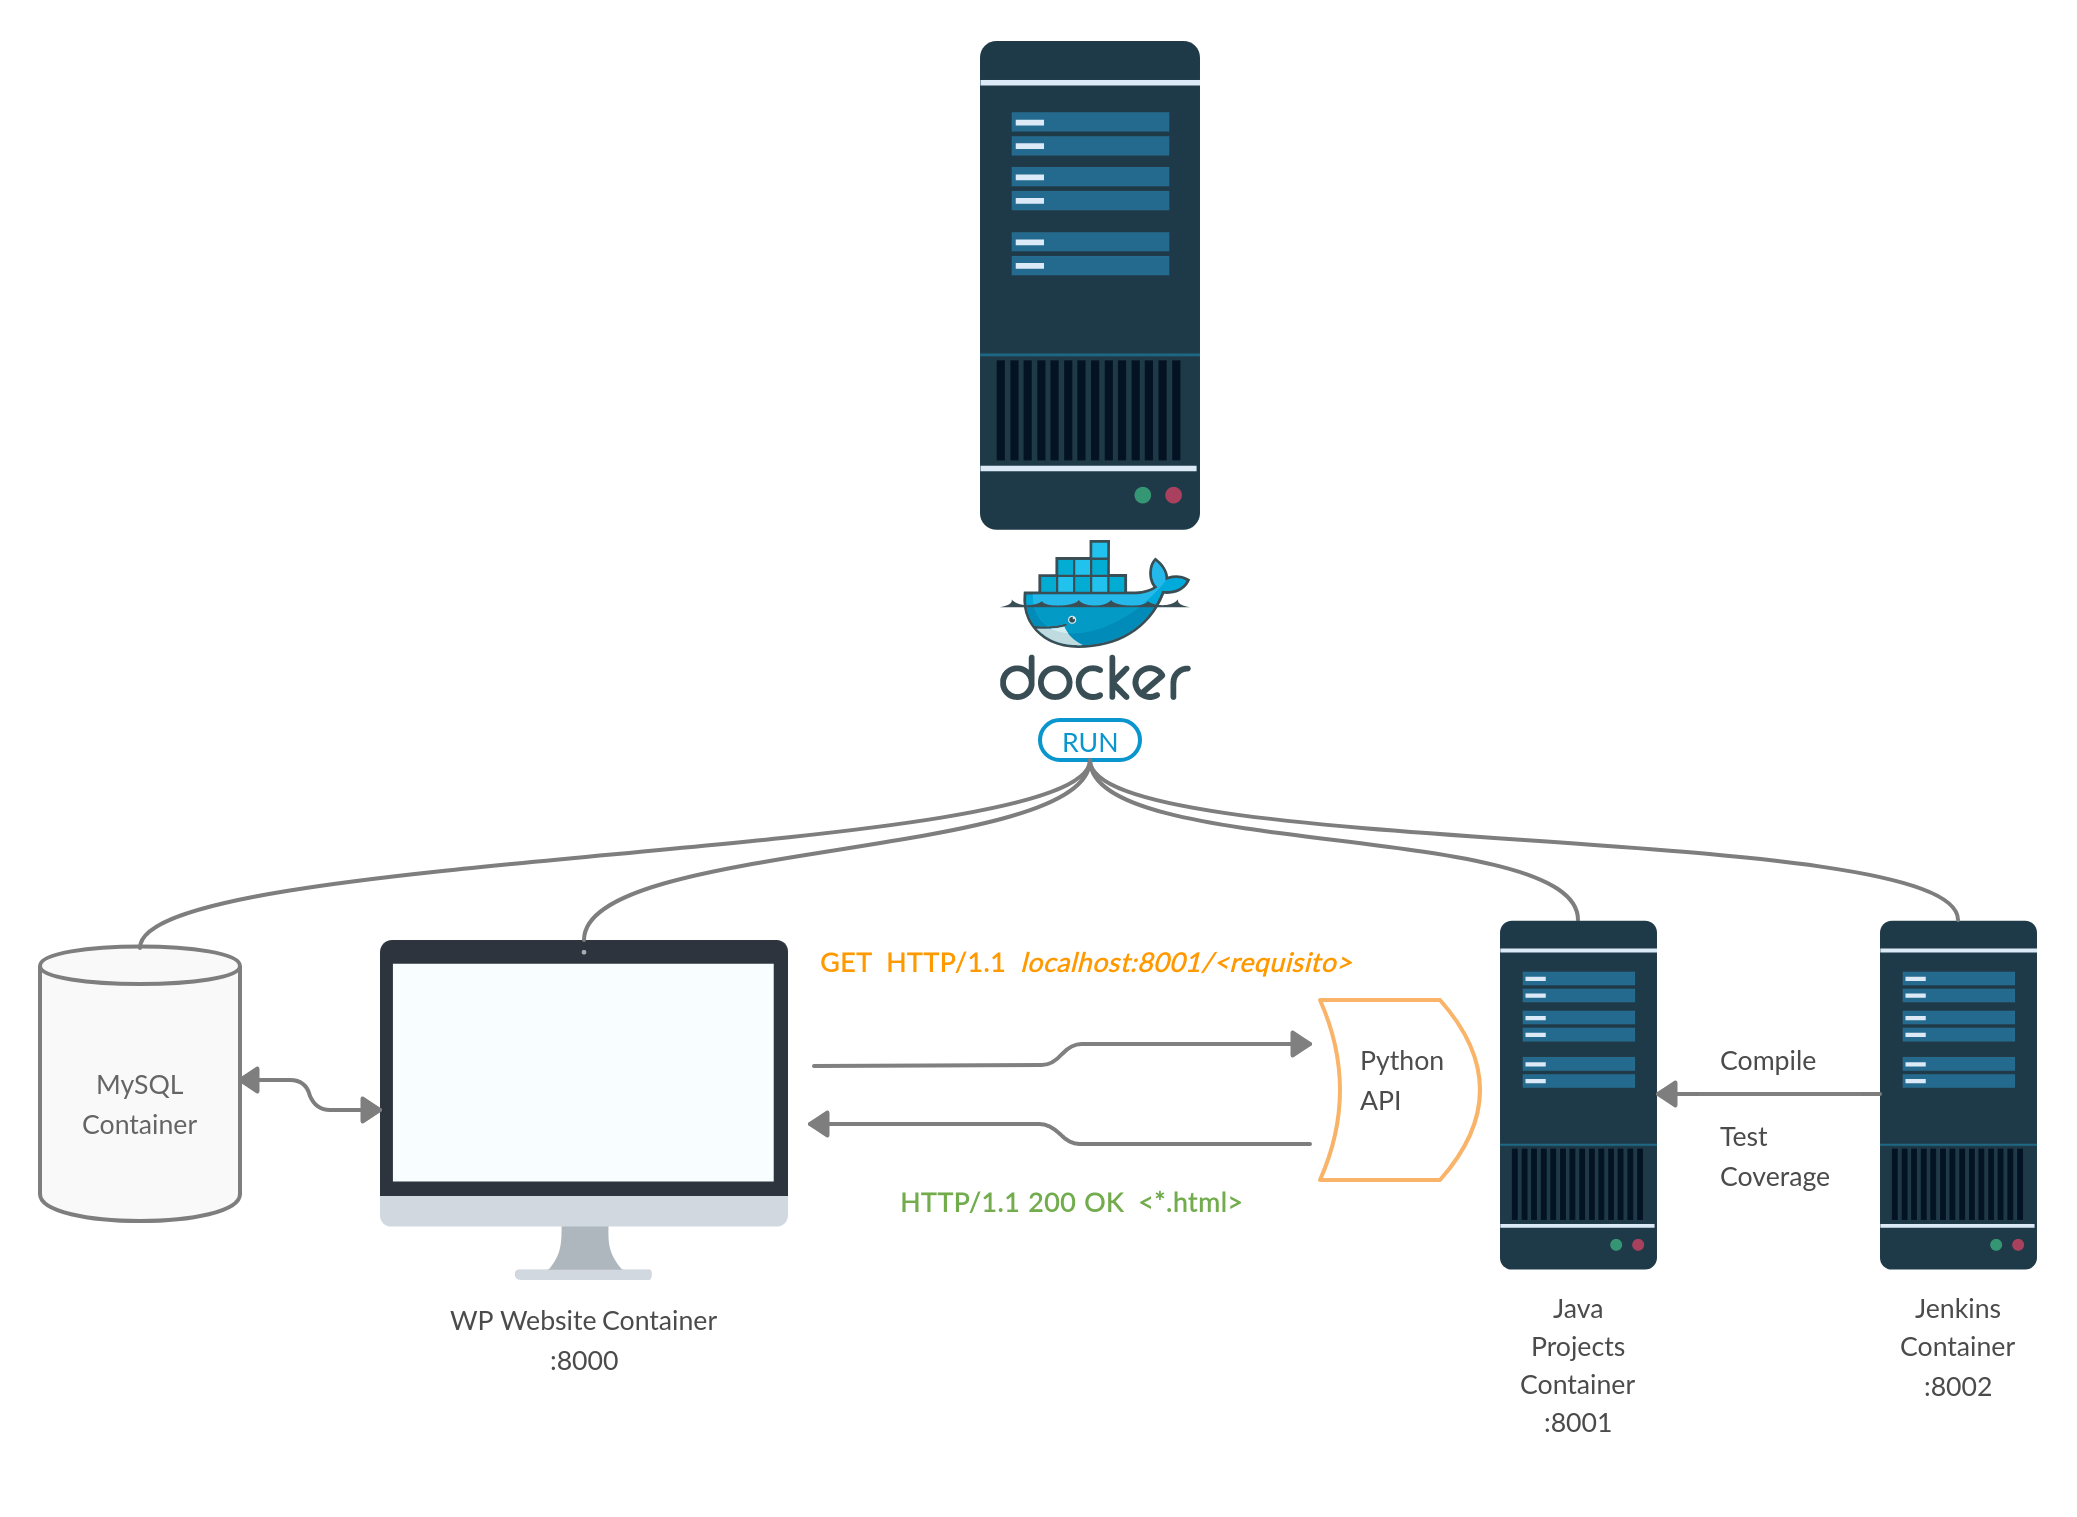 docker
RUN
GET HTTP/1.1 localhost:8001/<requisito>
MySQL
Container
Python
API
Compile
Test
Coverage
HTTP/1.1 200 OK <*.html>
WP Website Container
:8000
Java
Projects
Container
:8001
Jenkins
Container
:8002